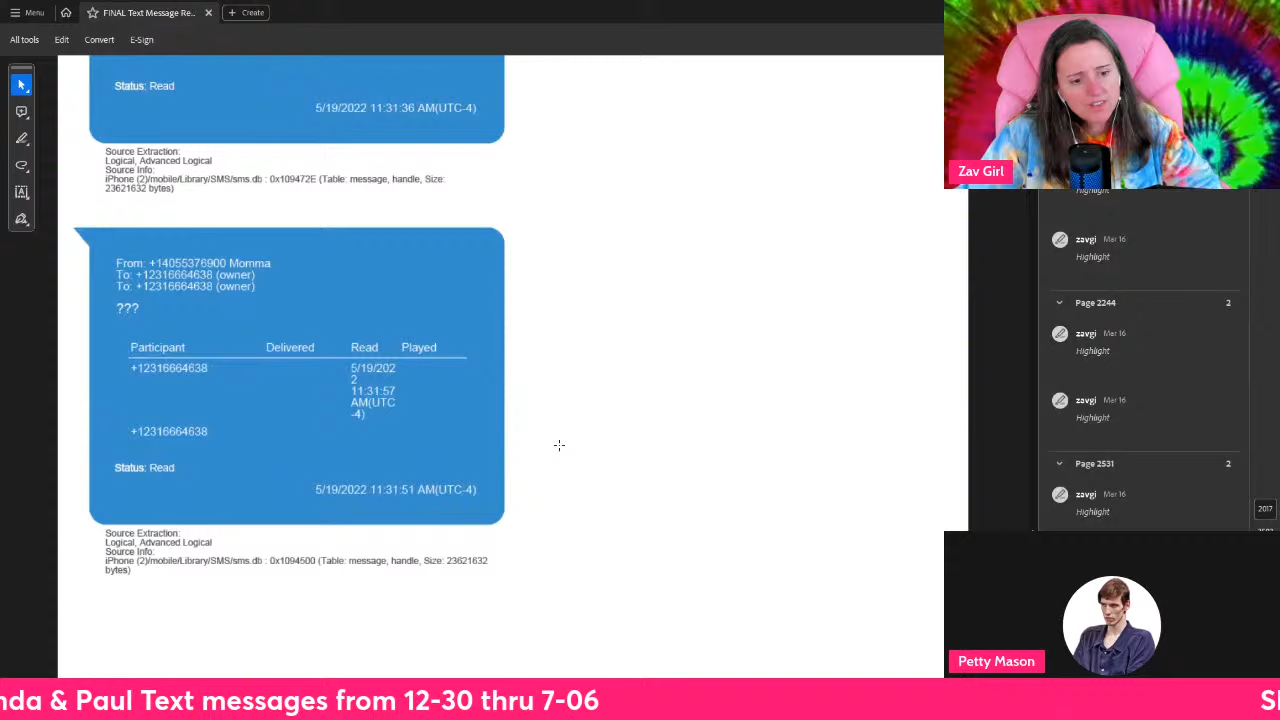 Menu
FINAL Text Message Re...
Create
All tools
Edit
Convert
E-Sign
Status: Read
5/19/2022 11:31:36 AM(UTC-4)
Source Extraction:
Logical, Advanced Logical
Source Info:
iPhone (2)/mobile/Library/SMS/sms.db : 0x109472E (Table: message, handle, Size:
23621632 bytes)
From: +14055376900 Momma
To: +12316664638 (owner)
To: +12316664638 (owner)
???
Participant Delivered Read Played
+12316664638 5/19/202
2
11:31:57
AM(UTC
-4)
+12316664638
Status: Read
5/19/2022 11:31:51 AM(UTC-4)
Source Extraction:
Logical, Advanced Logical
Source Info:
iPhone (2)/mobile/Library/SMS/sms.db : 0x1094500 (Table: message, handle, Size: 23621632
bytes)
Zav Girl
Highlight
zavgi Mar 16
Highlight
Page 2244 2
zavgi Mar 16
Highlight
zavgi Mar 16
Highlight
Page 2531 2
zavgi Mar 16
Highlight
2017
Petty Mason
nda & Paul Text messages from 12-30 thru 7-06